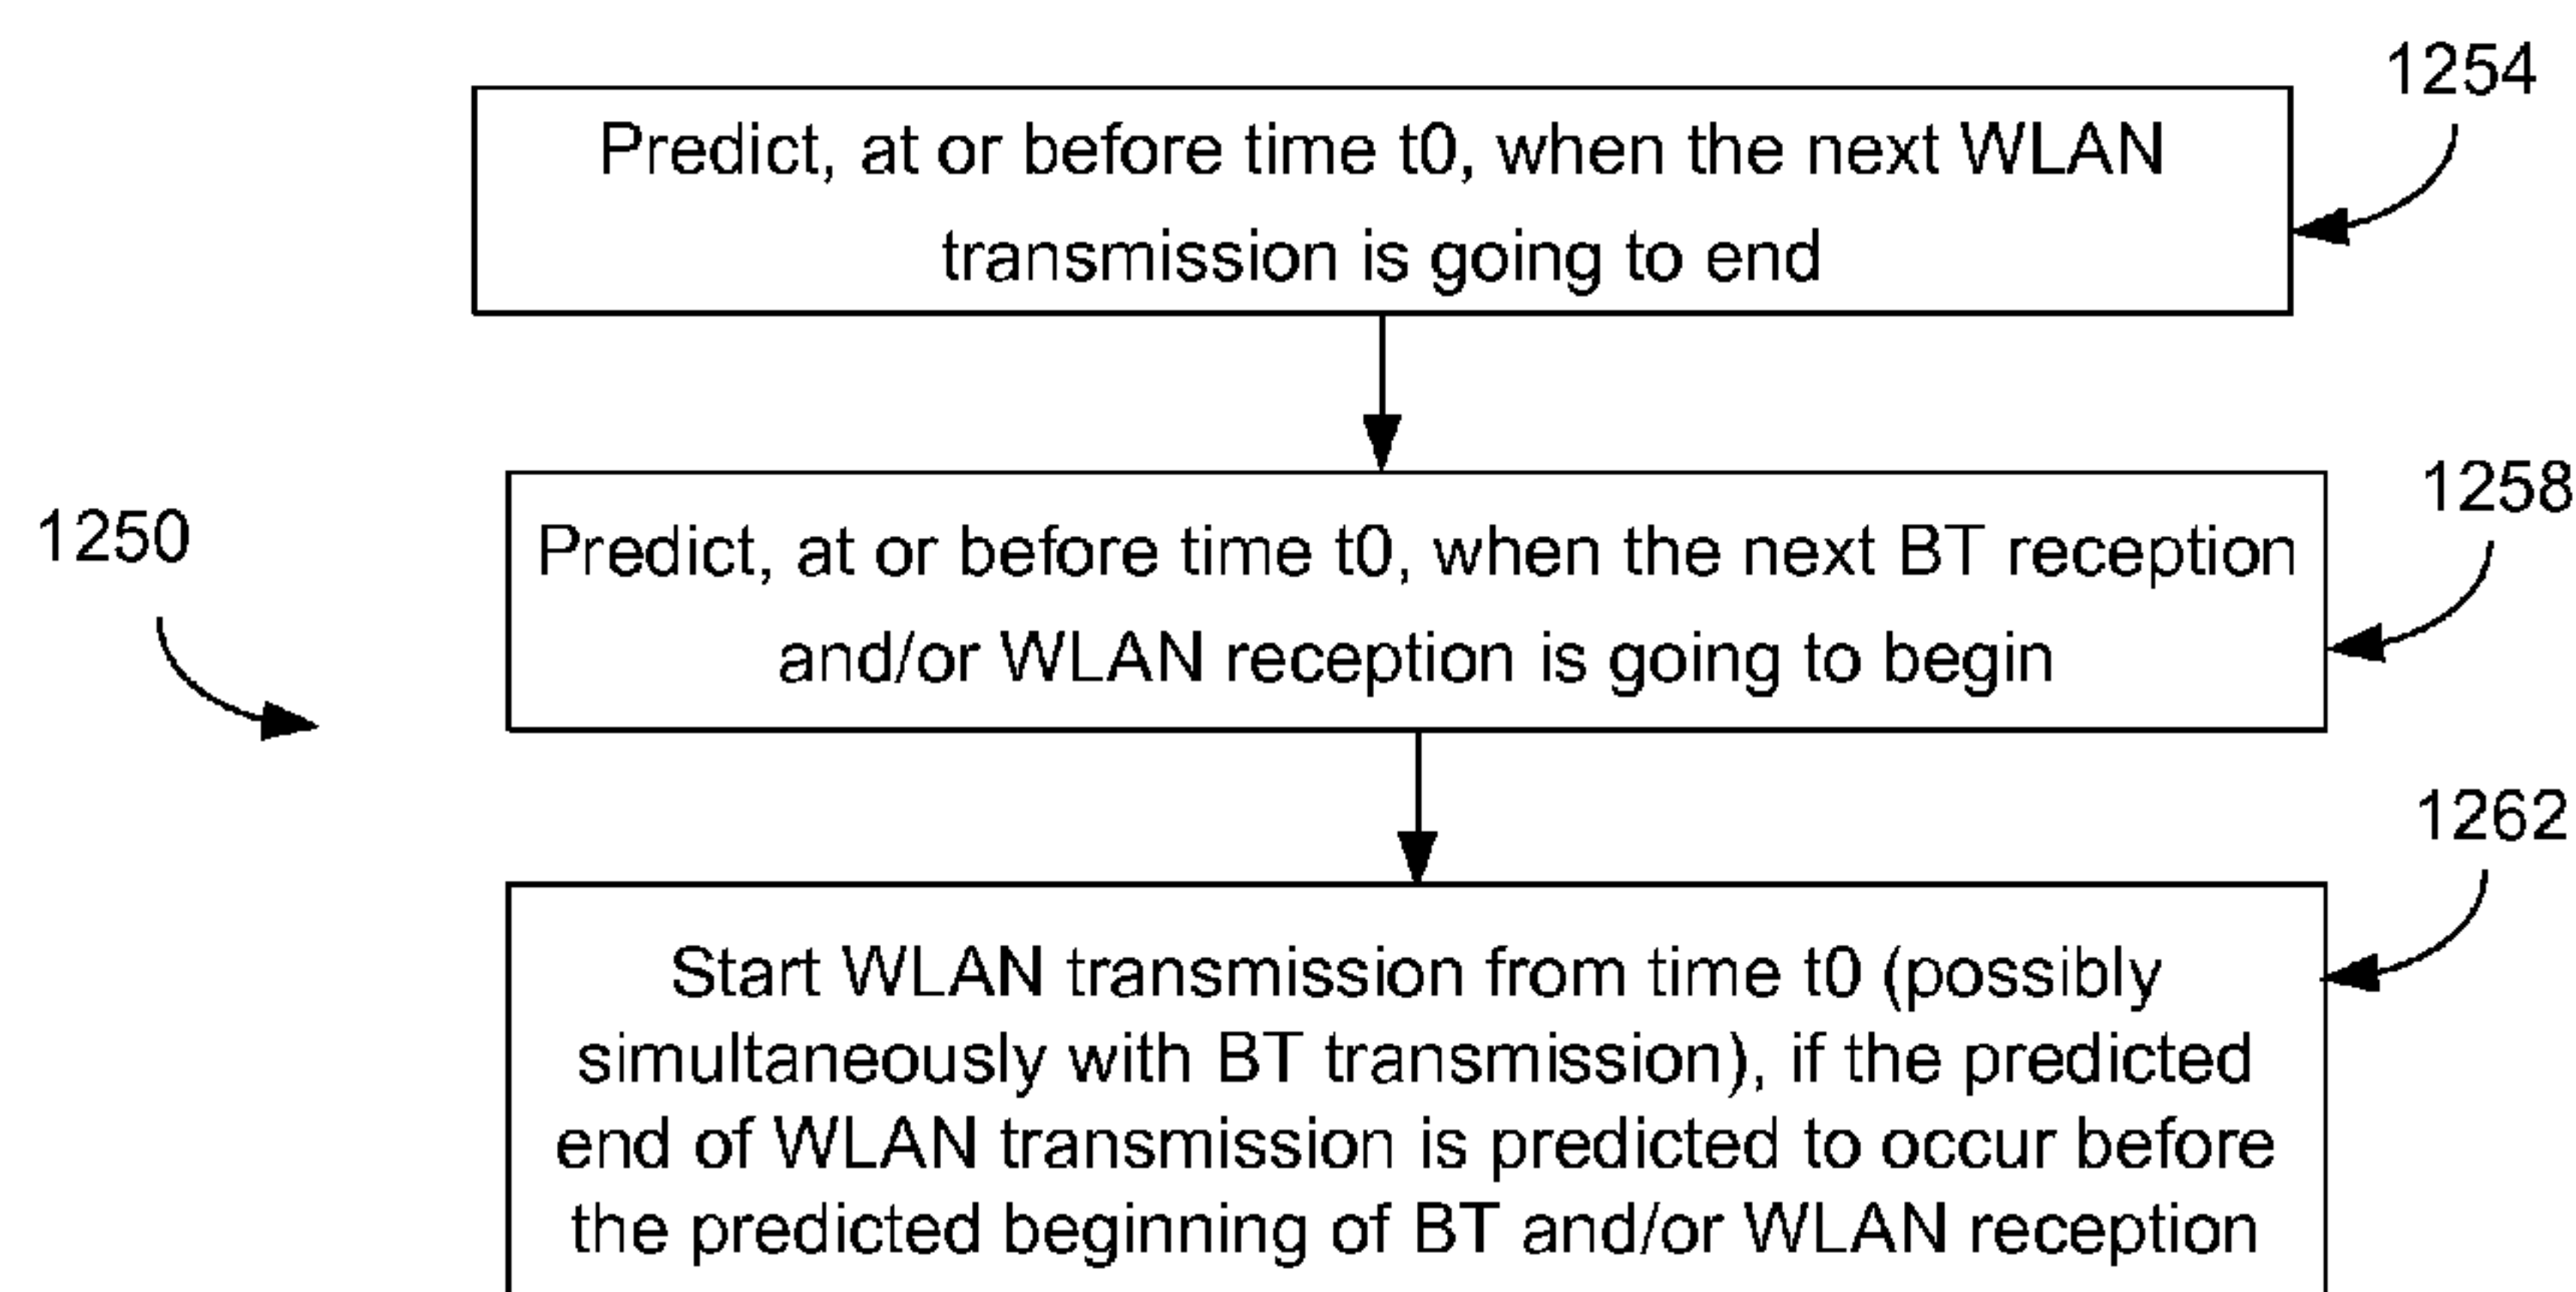 1254
Predict, at or before time t0, when the next WLAN
transmission is going to end
1258
1250
Predict, at or before time t0, when the next BT reception
and/or WLAN reception is going to begin
1262
Start WLAN transmission from time t0 (possibly
simultaneously with BT transmission), if the predicted
end of WLAN transmission is predicted to occur before
the predicted beginning of BT and/or WLAN reception